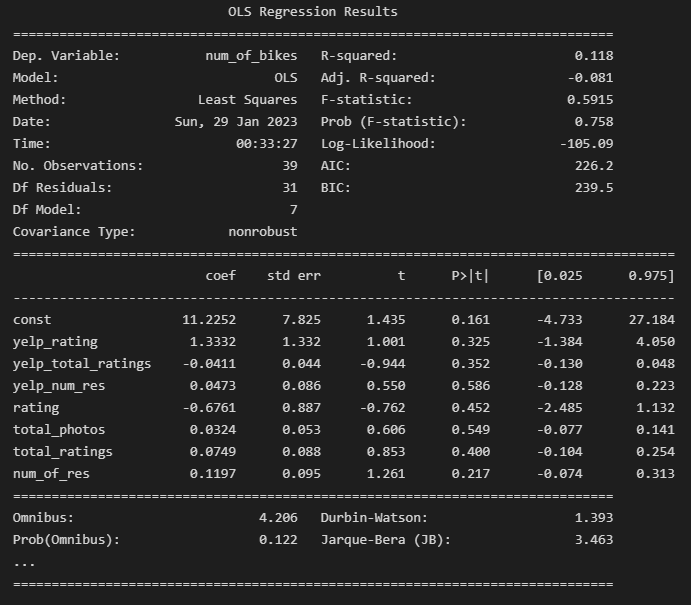 OLS Regression Results
==============================================================================
Dep. Variable: num_of_bikes R-squared: 0.118
Model: OLS Adj. R-squared: -0.081
Method: Least Squares F-statistic: 0.5915
Date: Sun, 29 Jan 2023 Prob (F-statistic): 0.758
Time: 00:33:27 Log-Likelihood: -105.09
No. Observations: 39 AIC: 226.2
Df Residuals: 31 BIC: 239.5
Df Model: 7
Covariance Type: nonrobust
======================================================================================
coef std err t P>|t| [0.025 0.975]
--------------------------------------------------------------------------------------
const 11.2252 7.825 1.435 0.161 -4.733 27.184
yelp_rating 1.3332 1.332 1.001 0.325 -1.384 4.050
yelp_total_ratings -0.0411 0.044 -0.944 0.352 -0.130 0.048
yelp_num_res 0.0473 0.086 0.550 0.586 -0.128 0.223
rating -0.6761 0.887 -0.762 0.452 -2.485 1.132
total_photos 0.0324 0.053 0.606 0.549 -0.077 0.141
total_ratings 0.0749 0.088 0.853 0.400 -0.104 0.254
num_of_res 0.1197 0.095 1.261 0.217 -0.074 0.313
==============================================================================
Omnibus: 4.206 Durbin-Watson: 1.393
Prob(Omnibus): 0.122 Jarque-Bera (JB): 3.463
...
==============================================================================